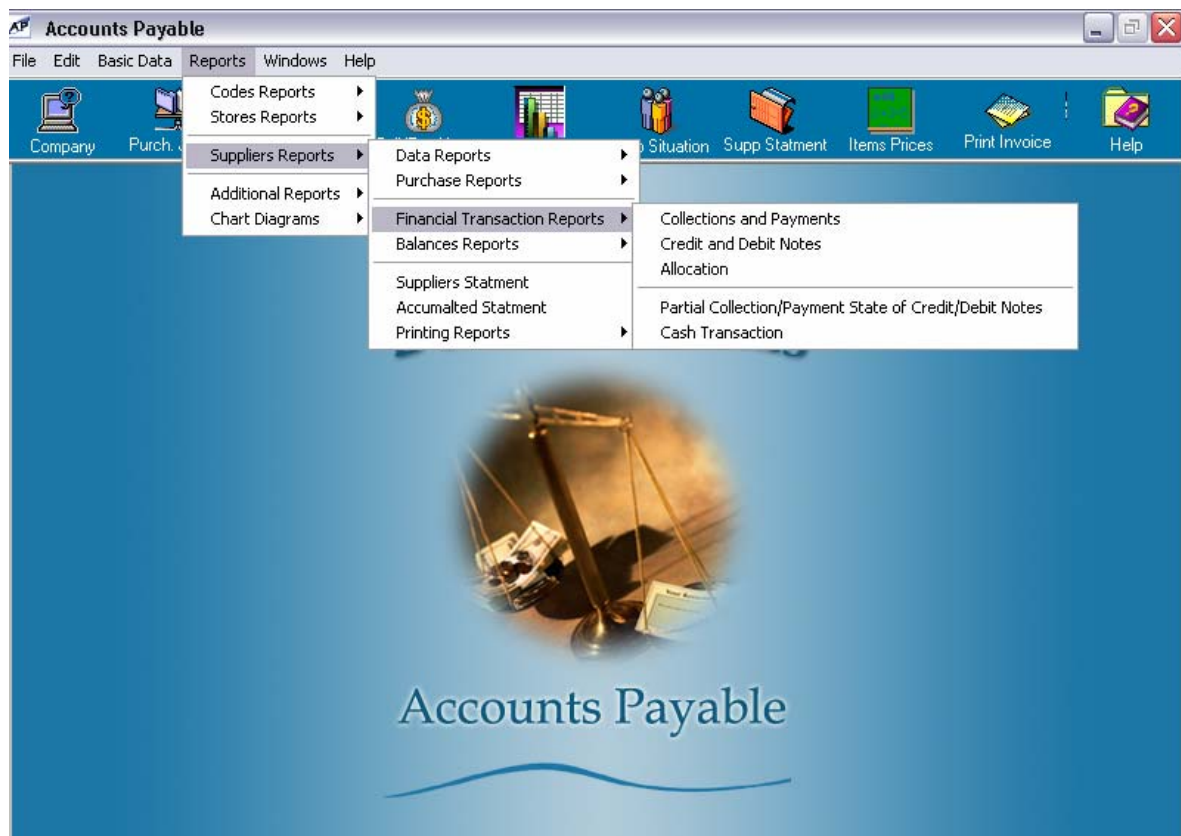 AP Accounts Payable
File Edit Basic Data Reports Windows Help
Company Purch. Situation Supp Statment Items Prices Print Invoice Help
Codes Reports
Stores Reports
Suppliers Reports
Additional Reports
Chart Diagrams
Data Reports
Purchase Reports
Financial Transaction Reports
Balances Reports
Suppliers Statment
Accumalted Statment
Printing Reports
Collections and Payments
Credit and Debit Notes
Allocation
Partial Collection/Payment State of Credit/Debit Notes
Cash Transaction
Accounts Payable